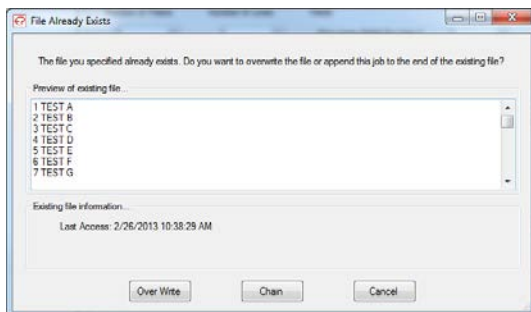 File Already Exists
The file you specified already exists. Do you want to overwrite the file or append this job to the end of the existing file?
Preview of existing file...
1 TEST A
2 TEST B
3 TEST C
4 TEST D
5 TEST E
6 TEST F
7 TEST G
Existing file information...
Last Access: 2/26/2013 10:38:29 AM
Over Write
Chain
Cancel